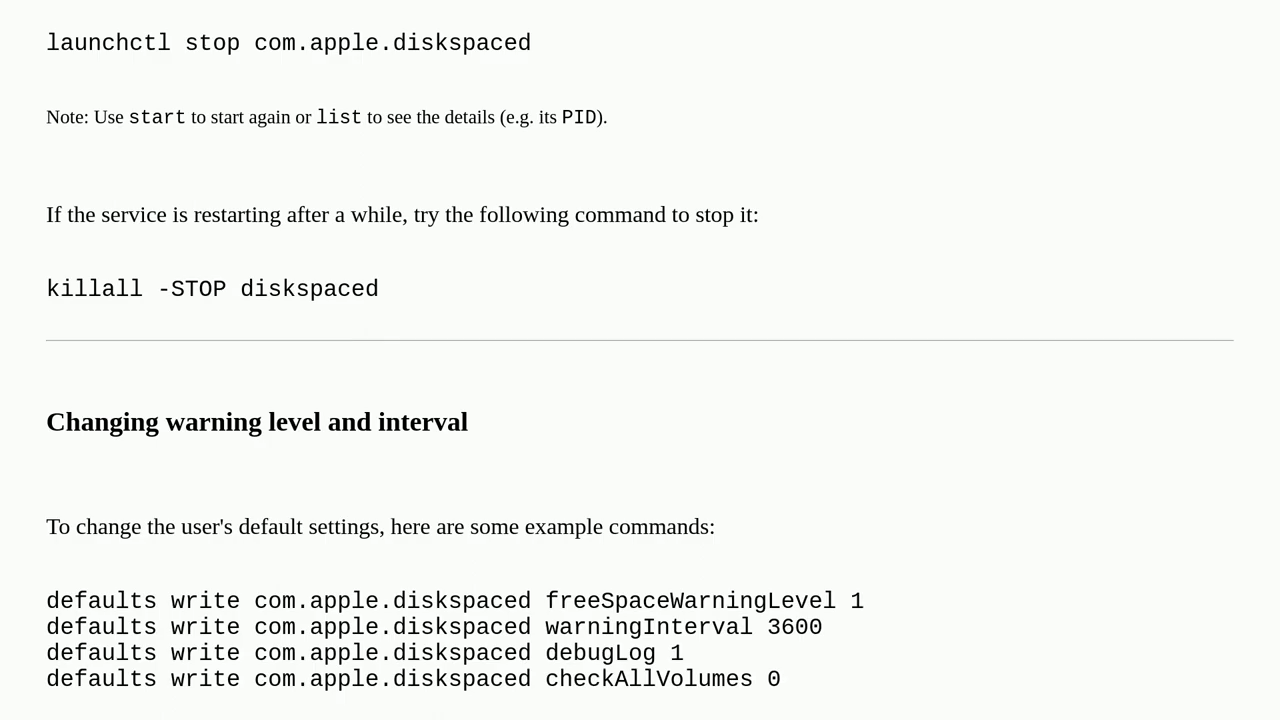 launchctl stop com.apple.diskspaced
Note: Use start to start again or list to see the details (e.g. its PID).
If the service is restarting after a while, try the following command to stop it:
killall -STOP diskspaced
Changing warning level and interval
To change the user's default settings, here are some example commands:
defaults write com.apple.diskspaced freeSpaceWarningLevel 1
defaults write com.apple.diskspaced warningInterval 3600
defaults write com.apple.diskspaced debugLog 1
defaults write com.apple.diskspaced checkAllVolumes 0